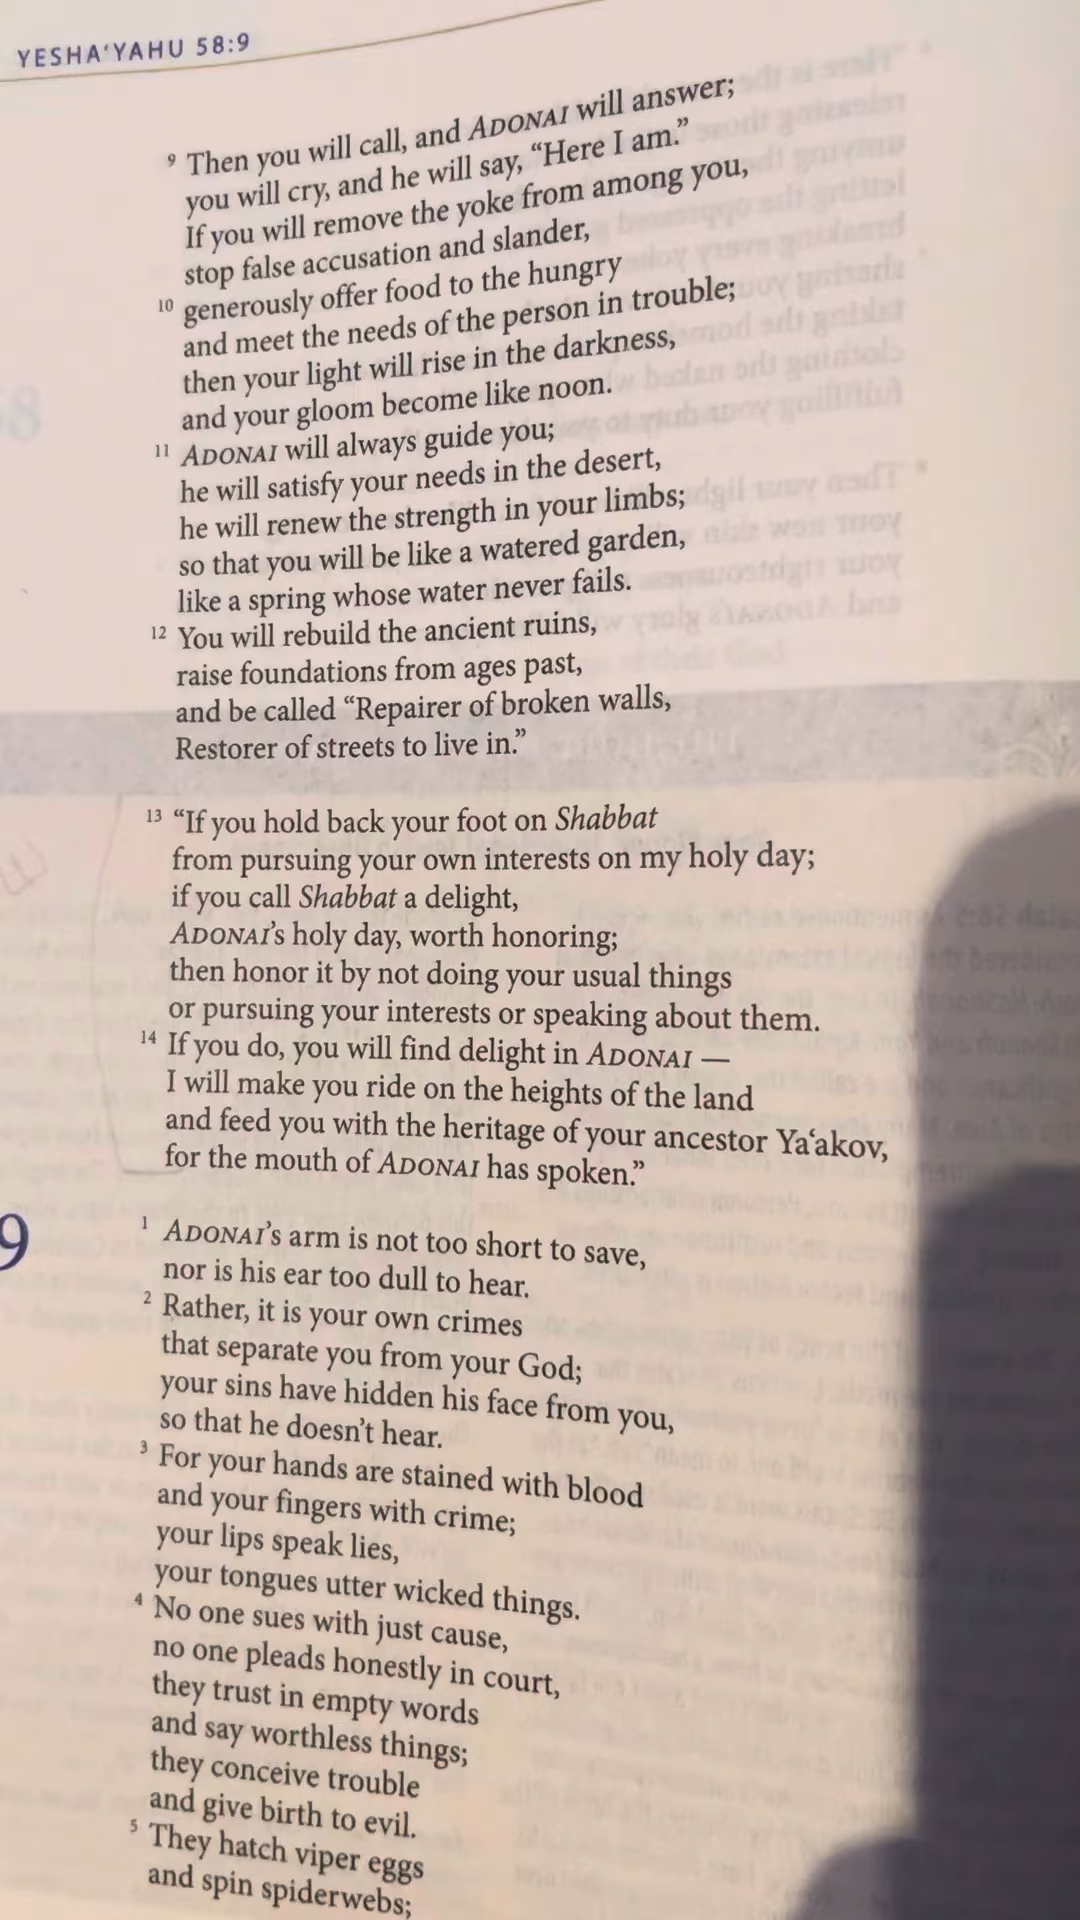 YESHA'YAHU 58:9
9 Then you will call, and ADONAI will answer;
you will cry, and he will say, “Here I am.”
If you will remove the yoke from among you,
stop false accusation and slander,
10 generously offer food to the hungry
and meet the needs of the person in trouble;
then your light will rise in the darkness,
and your gloom become like noon.
11 ADONAI will always guide you;
he will satisfy your needs in the desert,
he will renew the strength in your limbs;
so that you will be like a watered garden,
like a spring whose water never fails.
12 You will rebuild the ancient ruins,
raise foundations from ages past,
and be called “Repairer of broken walls,
Restorer of streets to live in.”
13 “If you hold back your foot on Shabbat
from pursuing your own interests on my holy day;
if you call Shabbat a delight,
ADONAI’s holy day, worth honoring;
then honor it by not doing your usual things
or pursuing your interests or speaking about them.
14 If you do, you will find delight in ADONAI —
I will make you ride on the heights of the land
and feed you with the heritage of your ancestor Ya‘akov,
for the mouth of ADONAI has spoken.”
9
1 ADONAI’s arm is not too short to save,
nor is his ear too dull to hear.
2 Rather, it is your own crimes
that separate you from your God;
your sins have hidden his face from you,
so that he doesn’t hear.
3 For your hands are stained with blood
and your fingers with crime;
your lips speak lies,
your tongues utter wicked things.
4 No one sues with just cause,
no one pleads honestly in court,
they trust in empty words
and say worthless things;
they conceive trouble
and give birth to evil.
5 They hatch viper eggs
and spin spiderwebs;